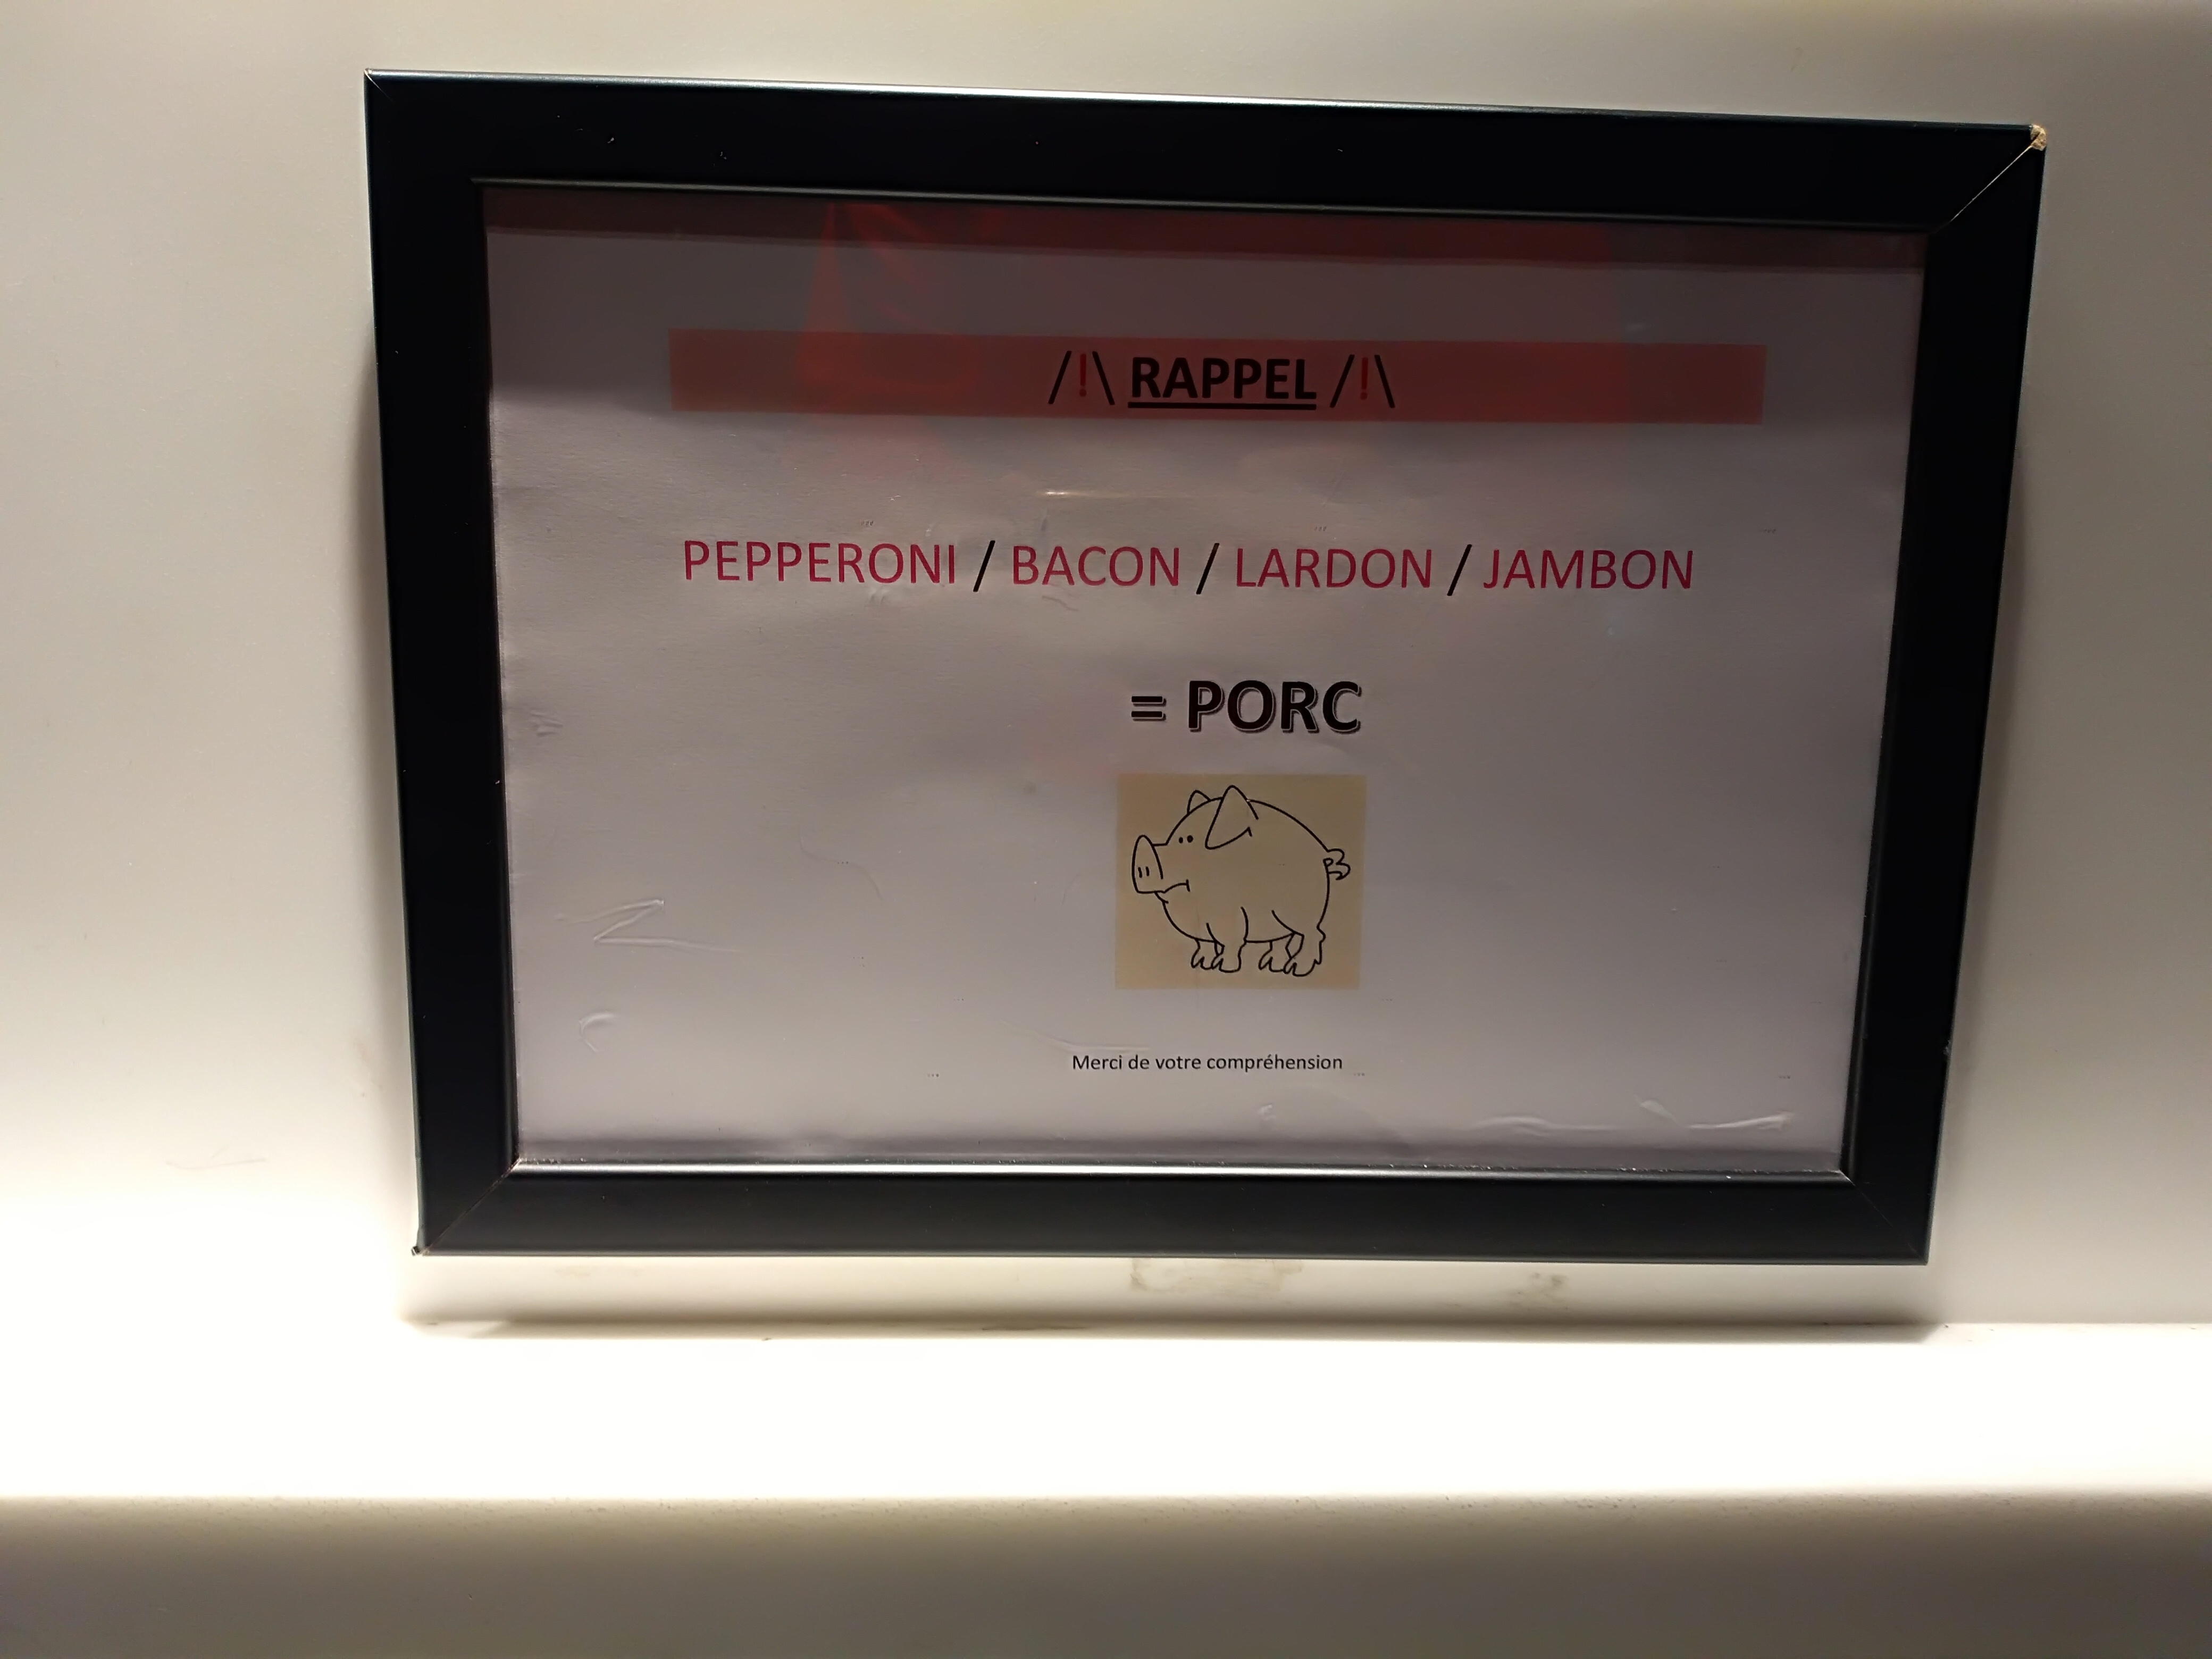 /!\ RAPPEL /!\
PEPPERONI / BACON / LARDON / JAMBON
= PORC
Merci de votre compréhension